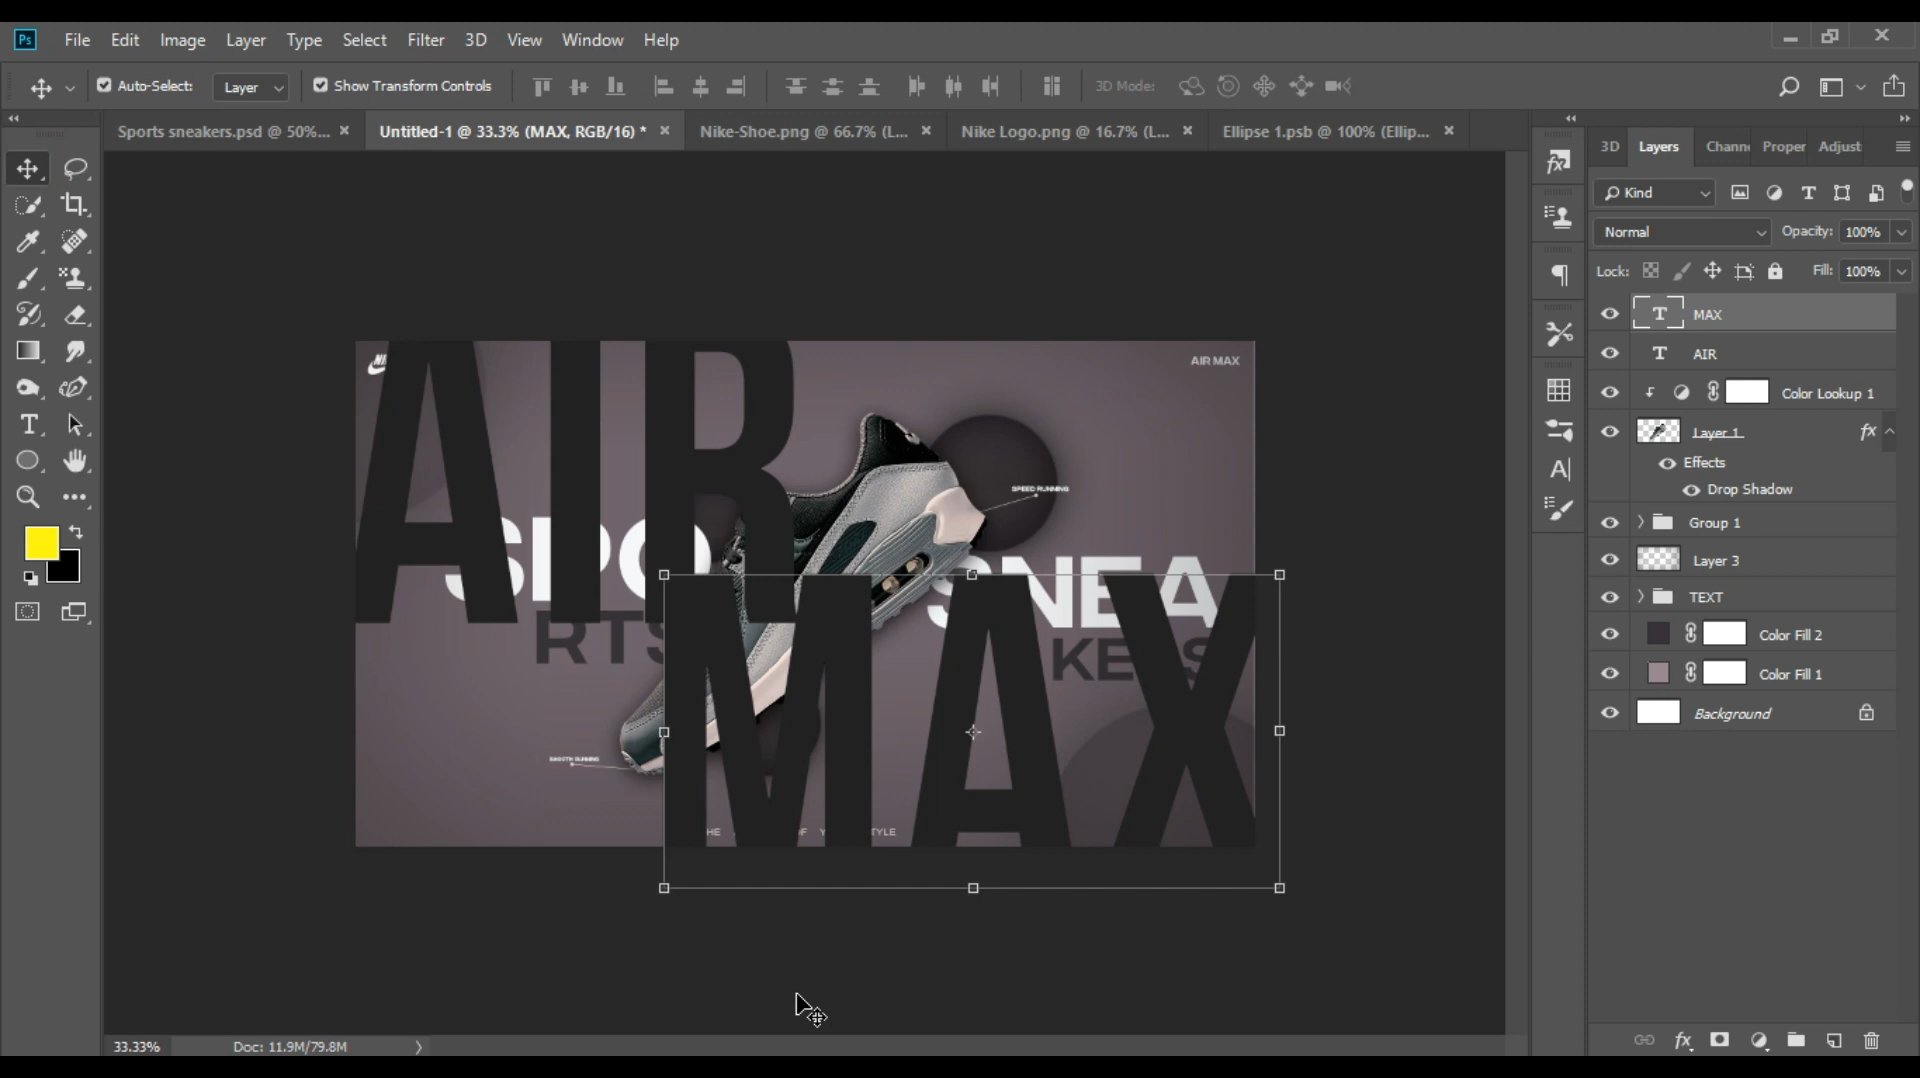 Ps File Edit Image Layer Type Select Filter 3D View Window Help
Auto-Select: Layer Show Transform Controls 3D Mode:
Sports sneakers.psd @ 50%... × Untitled-1 @ 33.3% (MAX, RGB/16) * × Nike-Shoe.png @ 66.7% (L... × Nike Logo.png @ 16.7% (L... × Ellipse 1.psb @ 100% (Ellip... ×
3D Layers Chann Proper Adjust
Kind
Normal Opacity: 100%
Lock: Fill: 100%
MAX
AIR
Color Lookup 1
Layer 1 fx
Effects
Drop Shadow
Group 1
Layer 3
TEXT
Color Fill 2
Color Fill 1
Background
AIR MAX
AIR
SPEED RUNNING
SPO
SNEA
RTS
KE S
MAX
SMOOTH RUNNING
HE OF Y TYLE
33.33% Doc: 11.9M/79.8M